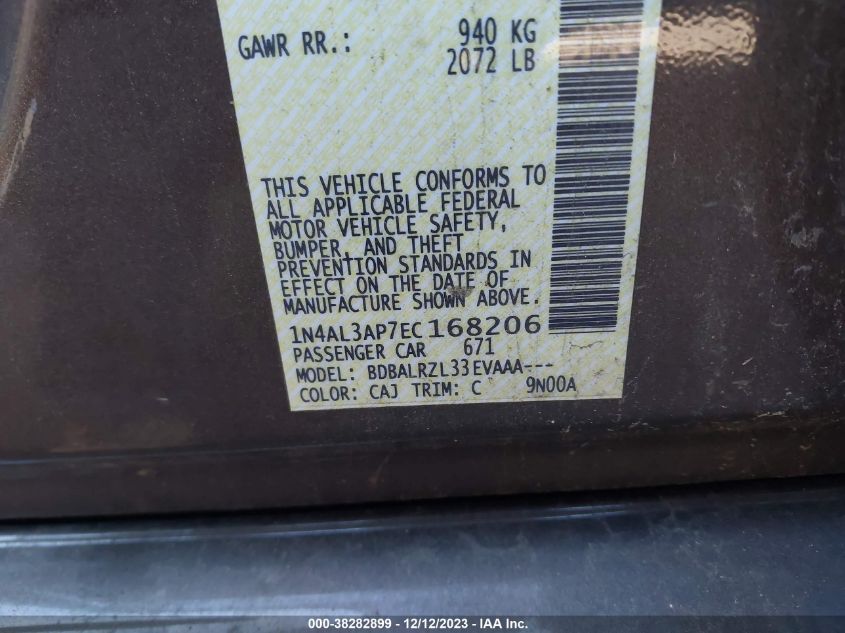 GAWR RR.: 940 KG
2072 LB
THIS VEHICLE CONFORMS TO
ALL APPLICABLE FEDERAL
MOTOR VEHICLE SAFETY,
BUMPER, AND THEFT
PREVENTION STANDARDS IN
EFFECT ON THE DATE OF
MANUFACTURE SHOWN ABOVE.
1N4AL3AP7EC168206
PASSENGER CAR 671
MODEL: BDBALRZL33EVAAA---
COLOR: CAJ TRIM: C 9N00A
000-38282899 - 12/12/2023 - IAAI.com